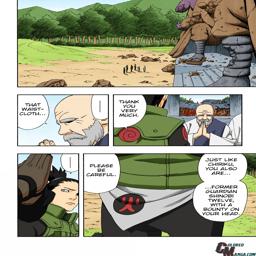 THANK
YOU
VERY
MUCH.
...
THAT
WAIST-
CLOTH...
JUST LIKE
CHIRIKU,
YOU ALSO
ARE...
...FORMER
GUARDIAN
SHINOBI
TWELVE,
WITH A
BOUNTY ON
YOUR HEAD
PLEASE
BE
CAREFUL.
COLORED
MANGA.COM